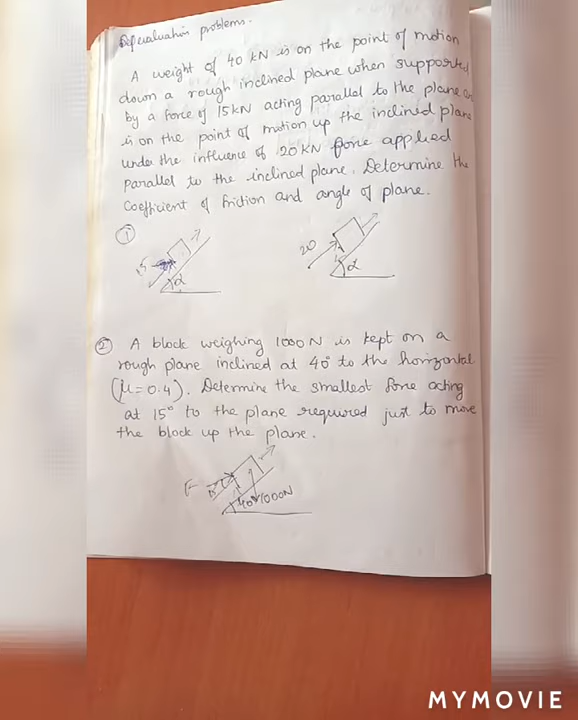 problems.
A weight of 40 kN is on the point of motion
down a rough inclined plane when supported
by a force of 15kN acting parallel to the plane or
is on the point of motion up the inclined plane
under the influence of 20 kN force applied
parallel to the inclined plane. Determine the
coefficient of friction and angle of plane.
①
15
α
20
α
② A block weighing 1000 N is kept on a
rough plane inclined at 40° to the horizontal
(μ = 0.4). Determine the smallest force acting
at 15° to the plane required just to move
the block up the plane.
F
15°
40°
1000N
MYMOVIE